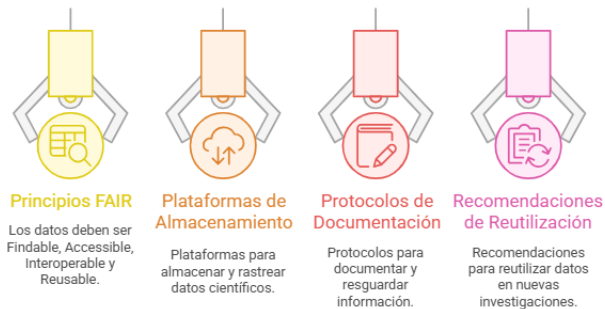 Principios FAIR
Los datos deben ser
Findable, Accessible,
Interoperable y
Reusable.
Plataformas de
Almacenamiento
Plataformas para
almacenar y rastrear
datos científicos.
Protocolos de
Documentación
Protocolos para
documentar y
resguardar
información.
Recomendaciones
de Reutilización
Recomendaciones
para reutilizar datos
en nuevas
investigaciones.